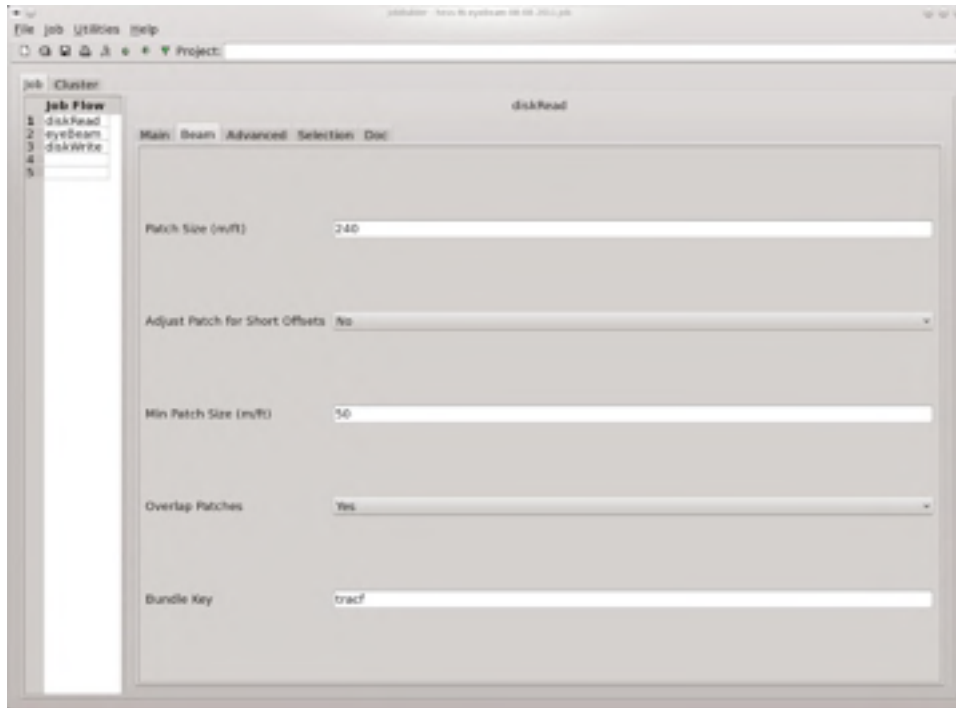 File Job Utilities Help
Project:
Job Cluster
Job Flow
diskRead
1 diskRead
2 eyeBeam
3 diskWrite
4
5
Main Beam Advanced Selection Doc
Patch Size (m/ft) 240
Adjust Patch for Short Offsets No
Min Patch Size (m/ft) 50
Overlap Patches Yes
Bundle Key tracf